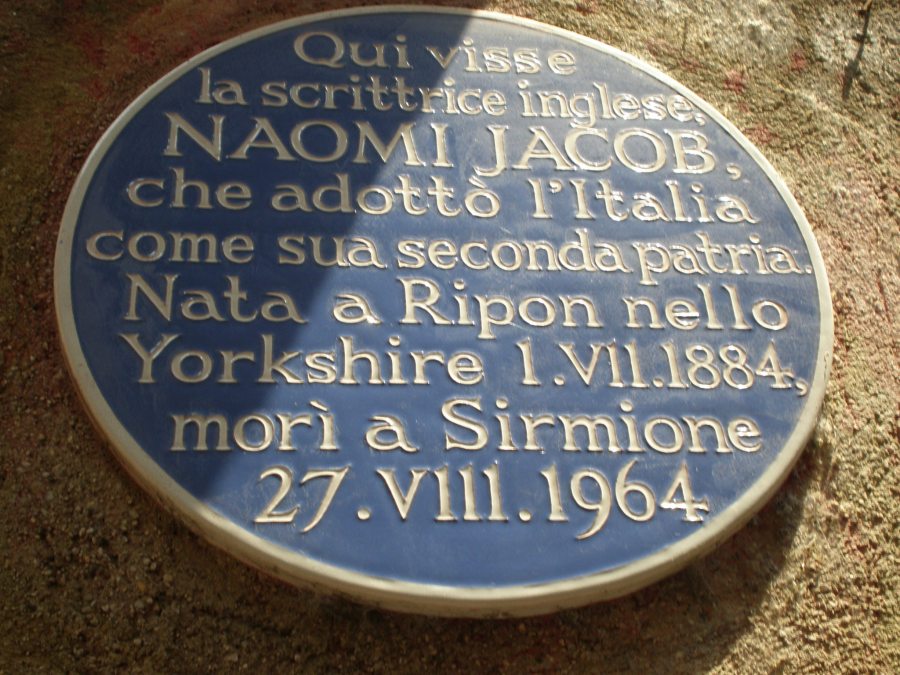 Qui visse
la scrittrice inglese.
NAOMI JACOB,
che adottò l'Italia
come sua seconda patria.
Nata a Ripon nello
Yorkshire 1.VII.1884,
morì a Sirmione
27.VIII.1964